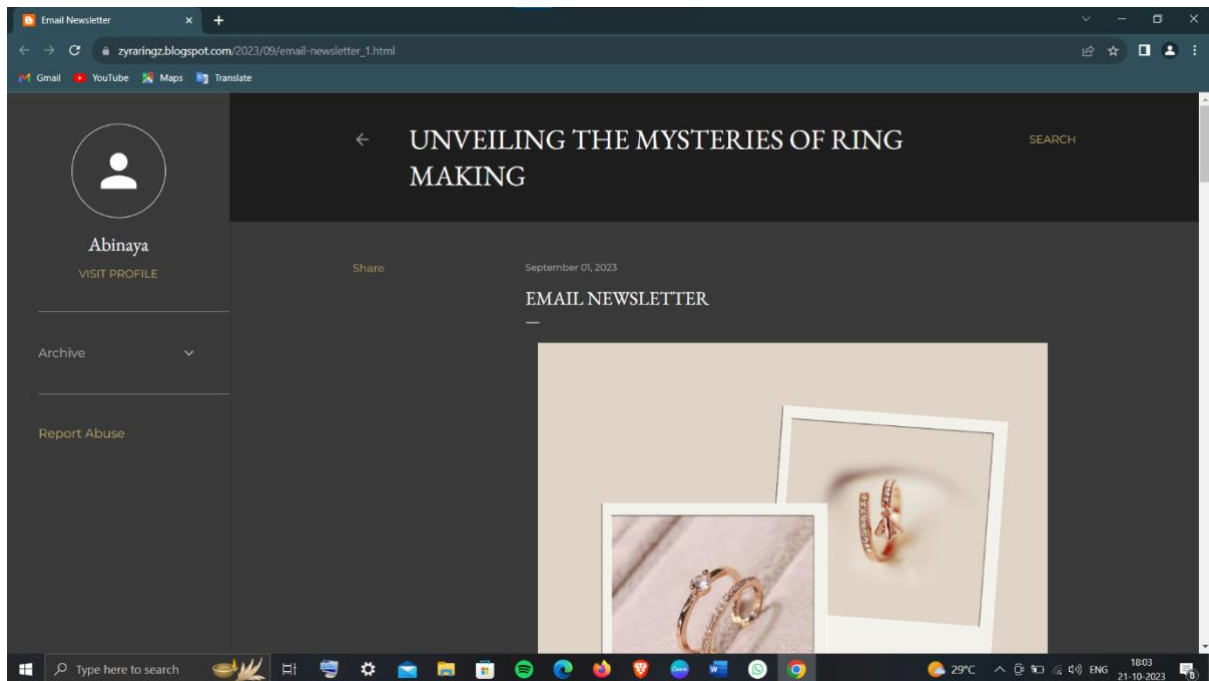 Email Newsletter
zyraringz.blogspot.com/2023/09/email-newsletter_1.html
Gmail YouTube Maps Translate
UNVEILING THE MYSTERIES OF RING
MAKING
SEARCH
Abinaya
VISIT PROFILE
Share
September 01, 2023
EMAIL NEWSLETTER
Archive
Report Abuse
Type here to search
29°C
ENG
18:03
21-10-2023